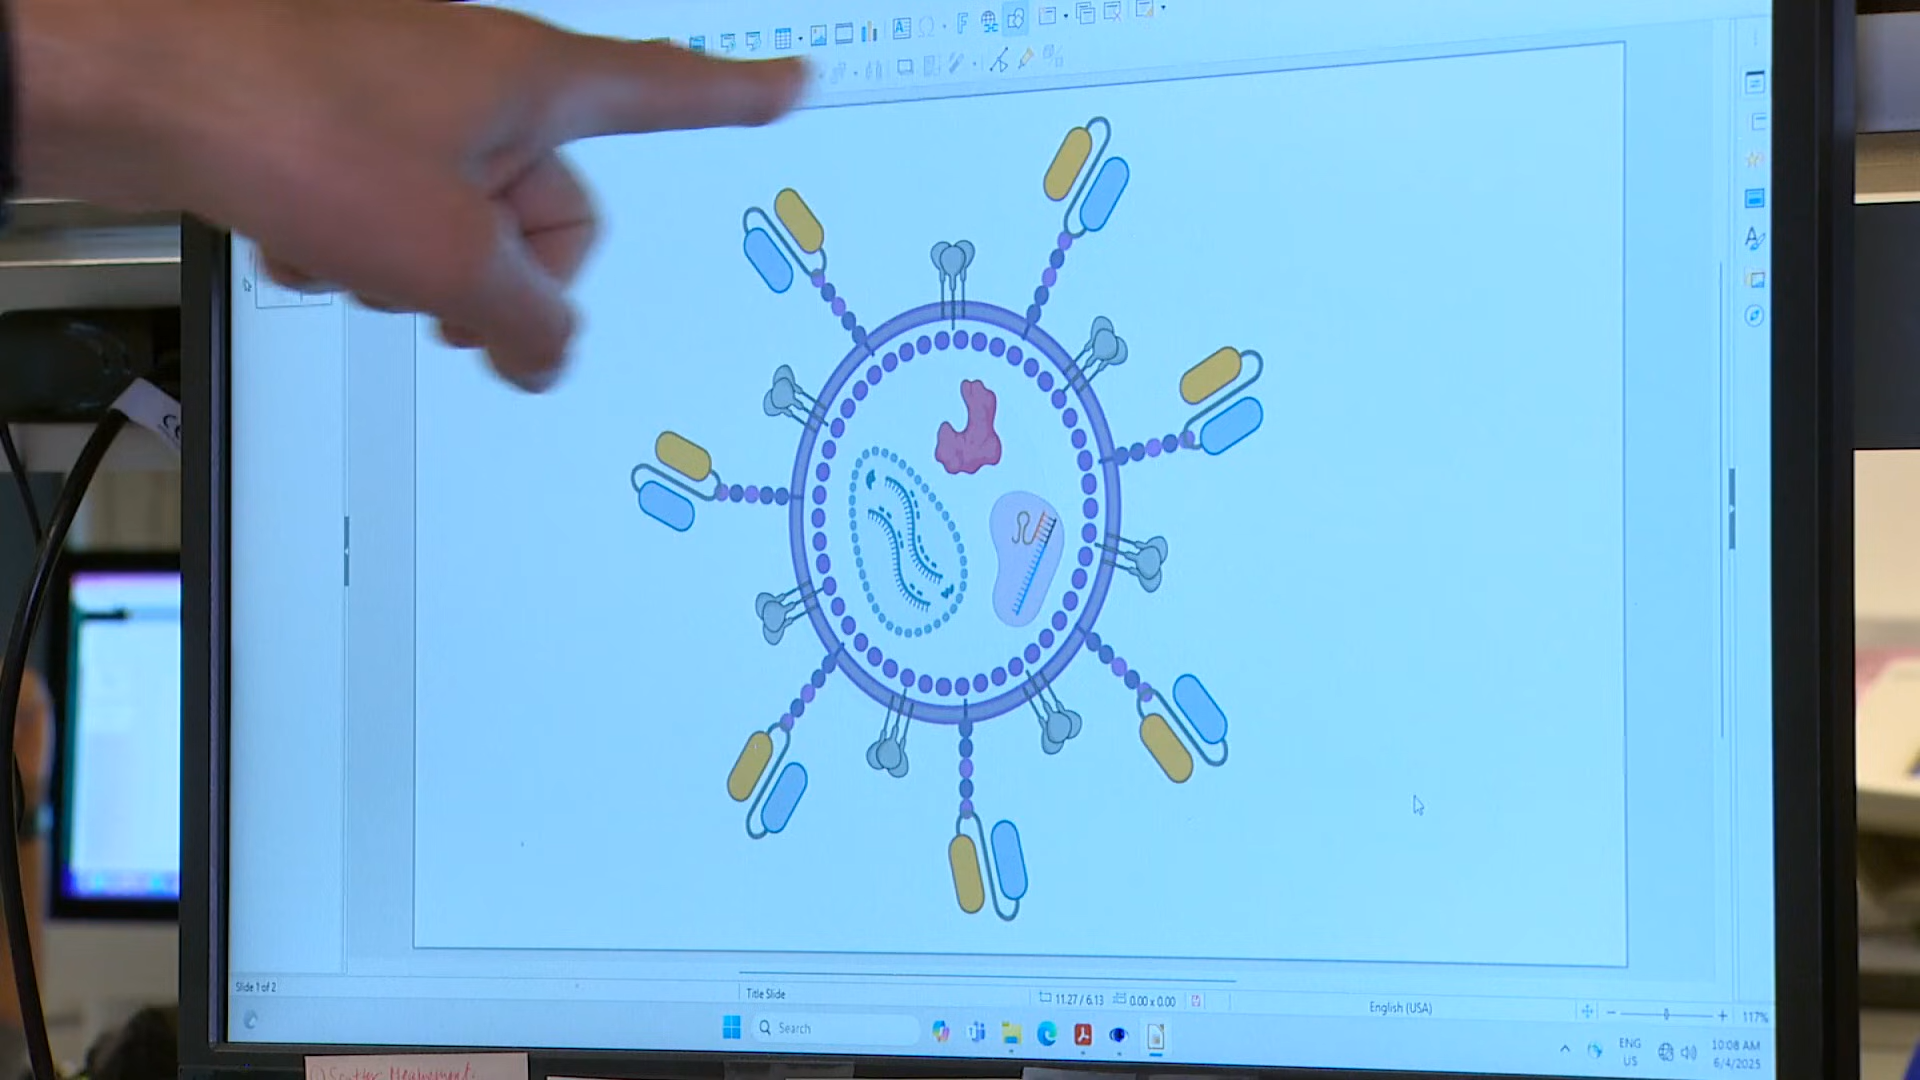 Slide 1 of 2
Title Slide
11.27 / 6.13
0.00 x 0.00
English (USA)
117%
Search
ENG
US
10:08 AM
6/4/2025